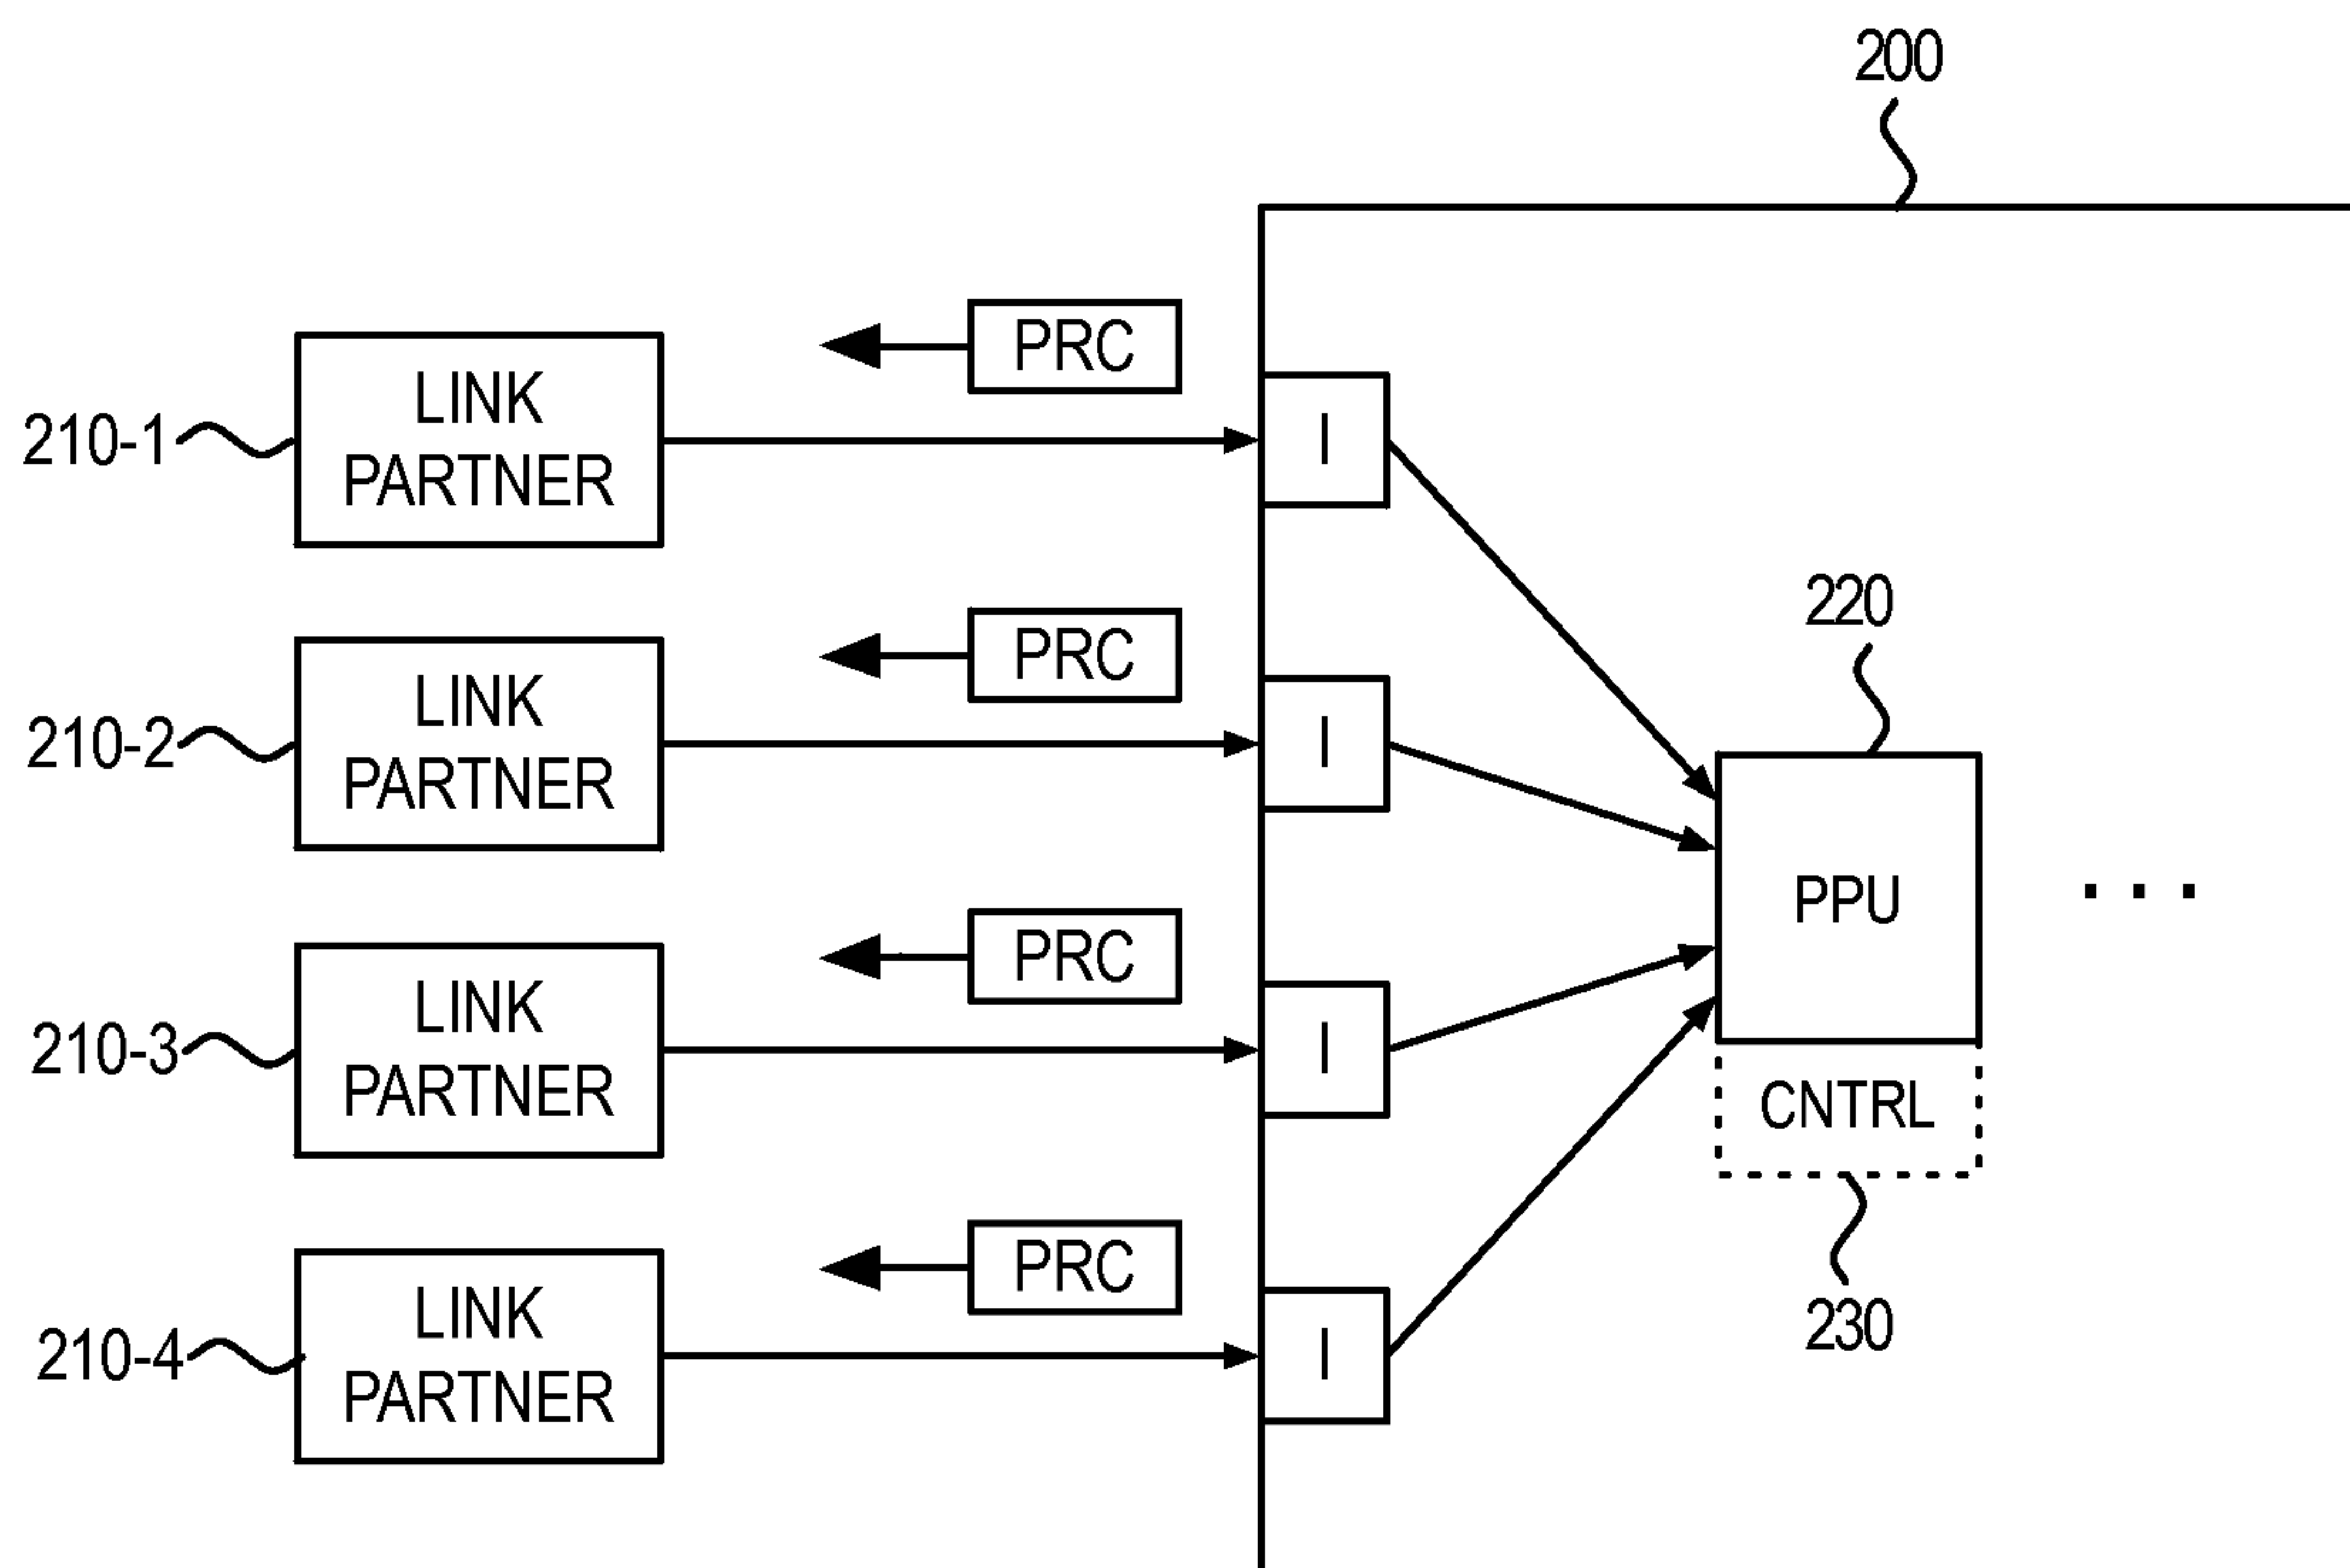 200
PRC
LINK
PARTNER
210-1
I
220
PRC
LINK
PARTNER
210-2
I
PPU
PRC
LINK
PARTNER
210-3
I
CNTRL
230
PRC
LINK
PARTNER
210-4
I